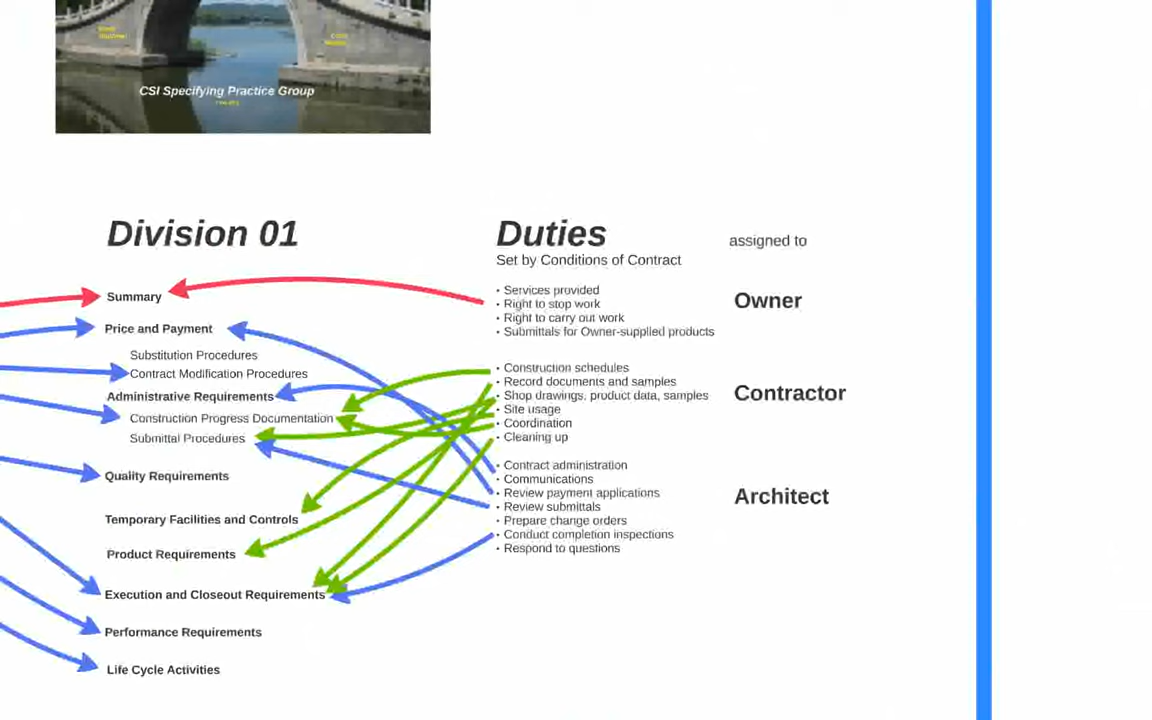 CSI Specifying Practice Group
Division 01
Duties
assigned to
Set by Conditions of Contract
Summary
Price and Payment
Substitution Procedures
Contract Modification Procedures
Administrative Requirements
Construction Progress Documentation
Submittal Procedures
Quality Requirements
Temporary Facilities and Controls
Product Requirements
Execution and Closeout Requirements
Performance Requirements
Life Cycle Activities
• Services provided
• Right to stop work
• Right to carry out work
• Submittals for Owner-supplied products
Owner
• Construction schedules
• Record documents and samples
• Shop drawings, product data, samples
• Site usage
• Coordination
• Cleaning up
Contractor
• Contract administration
• Communications
• Review payment applications
• Review submittals
• Prepare change orders
• Conduct completion inspections
• Respond to questions
Architect